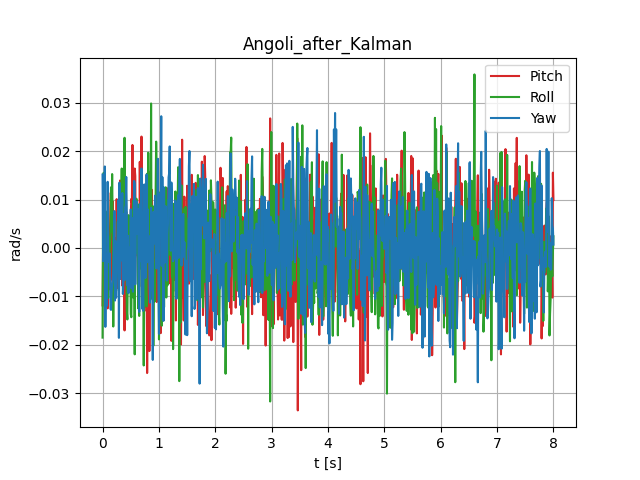 Angoli_after_Kalman
Pitch
Roll
Yaw
0.03
0.02
0.01
0.00
−0.01
−0.02
−0.03
rad/s
0 1 2 3 4 5 6 7 8
t [s]